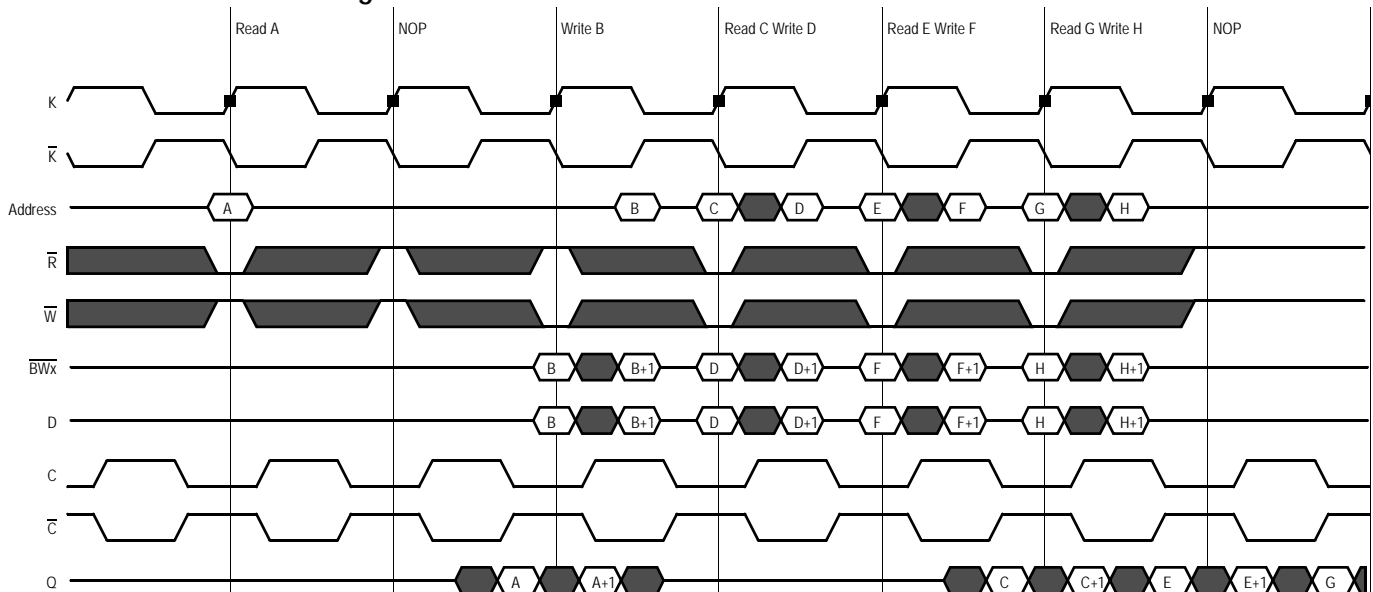 g
Read A NOP Write B Read C Write D Read E Write F Read G Write H NOP
K
K̅
Address A B C D E F G H
R̅
W̅
B̅W̅x̅ B B+1 D D+1 F F+1 H H+1
D B B+1 D D+1 F F+1 H H+1
C
C̅
Q A A+1 C C+1 E E+1 G